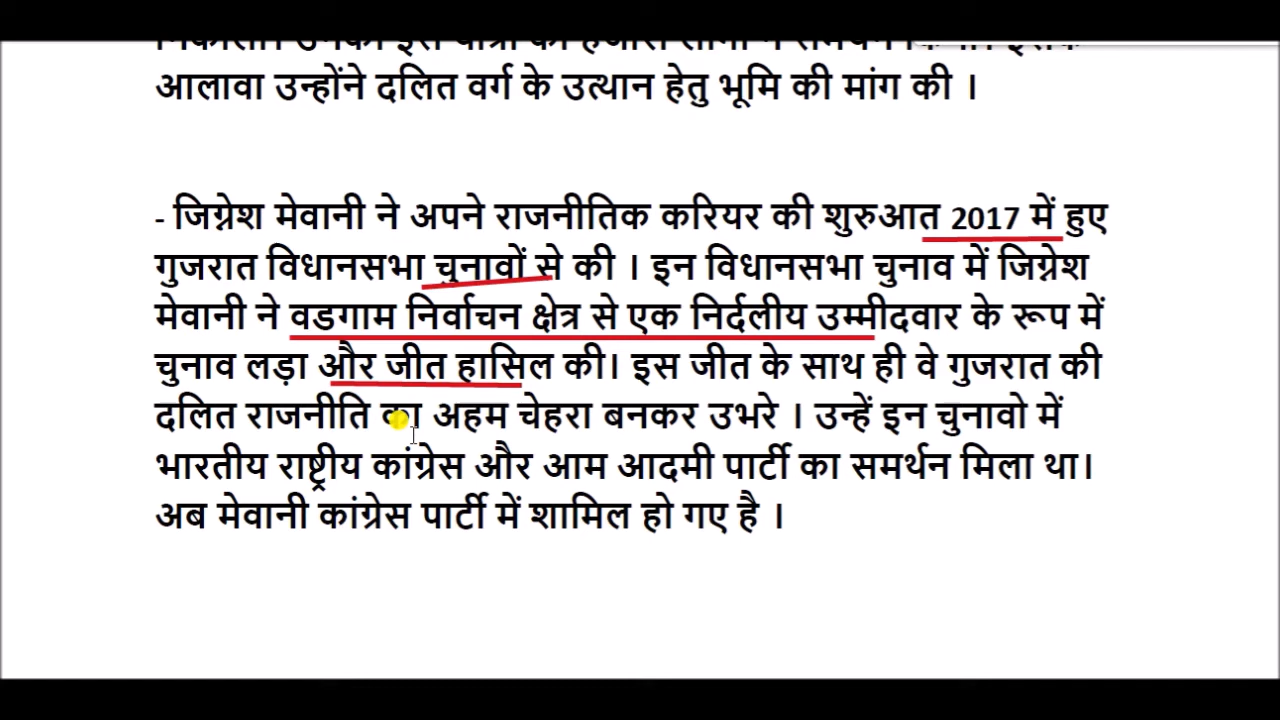 आलावा उन्होंने दलित वर्ग के उत्थान हेतु भूमि की मांग की ।
- जिग्नेश मेवानी ने अपने राजनीतिक करियर की शुरुआत 2017 में हुए
गुजरात विधानसभा चुनावों से की । इन विधानसभा चुनाव में जिग्नेश
मेवानी ने वडगाम निर्वाचन क्षेत्र से एक निर्दलीय उम्मीदवार के रूप में
चुनाव लड़ा और जीत हासिल की। इस जीत के साथ ही वे गुजरात की
दलित राजनीति का अहम चेहरा बनकर उभरे । उन्हें इन चुनावो में
भारतीय राष्ट्रीय कांग्रेस और आम आदमी पार्टी का समर्थन मिला था।
अब मेवानी कांग्रेस पार्टी में शामिल हो गए है ।